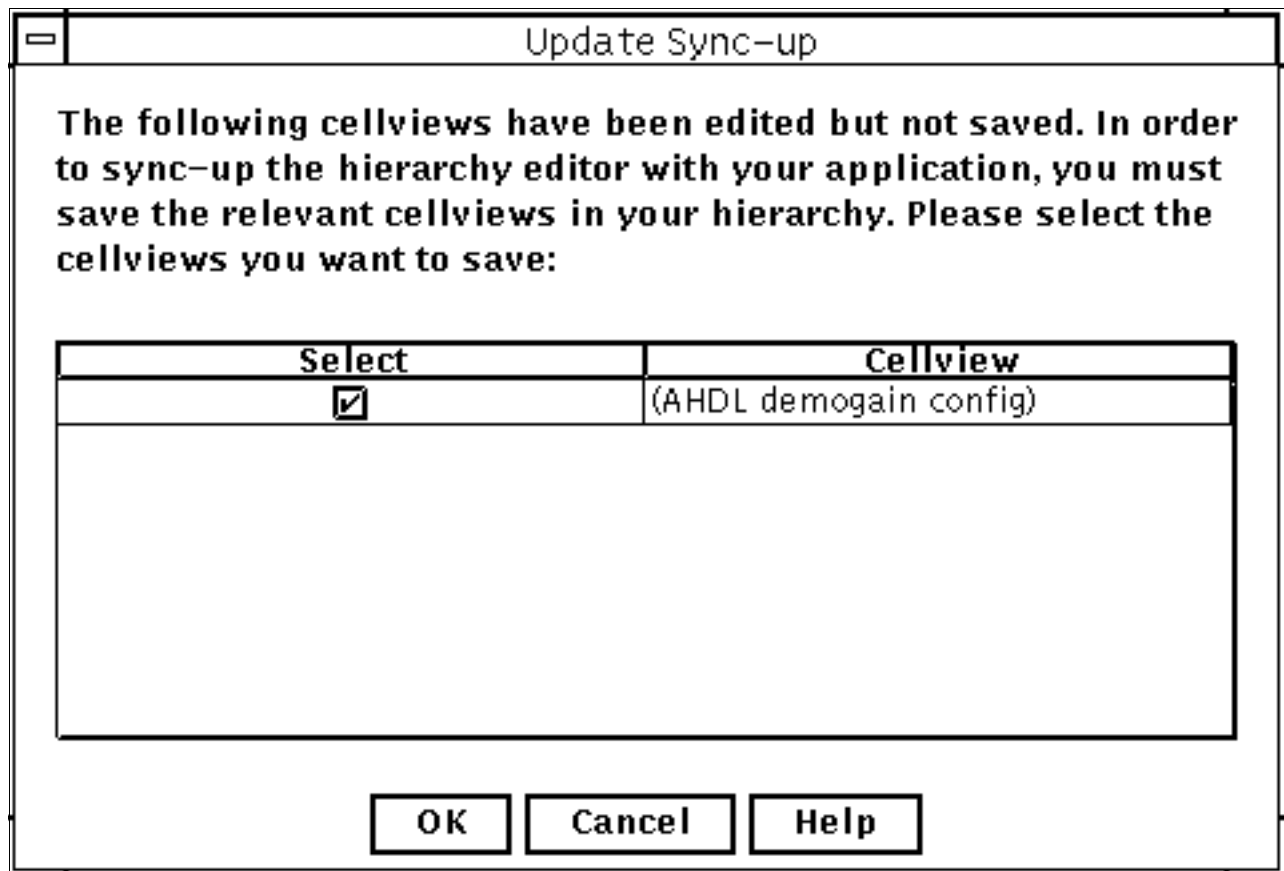 Update Sync-up
The following cellviews have been edited but not saved. In order
to sync-up the hierarchy editor with your application, you must
save the relevant cellviews in your hierarchy. Please select the
cellviews you want to save:
Select Cellview
(AHDL demogain config)
OK Cancel Help